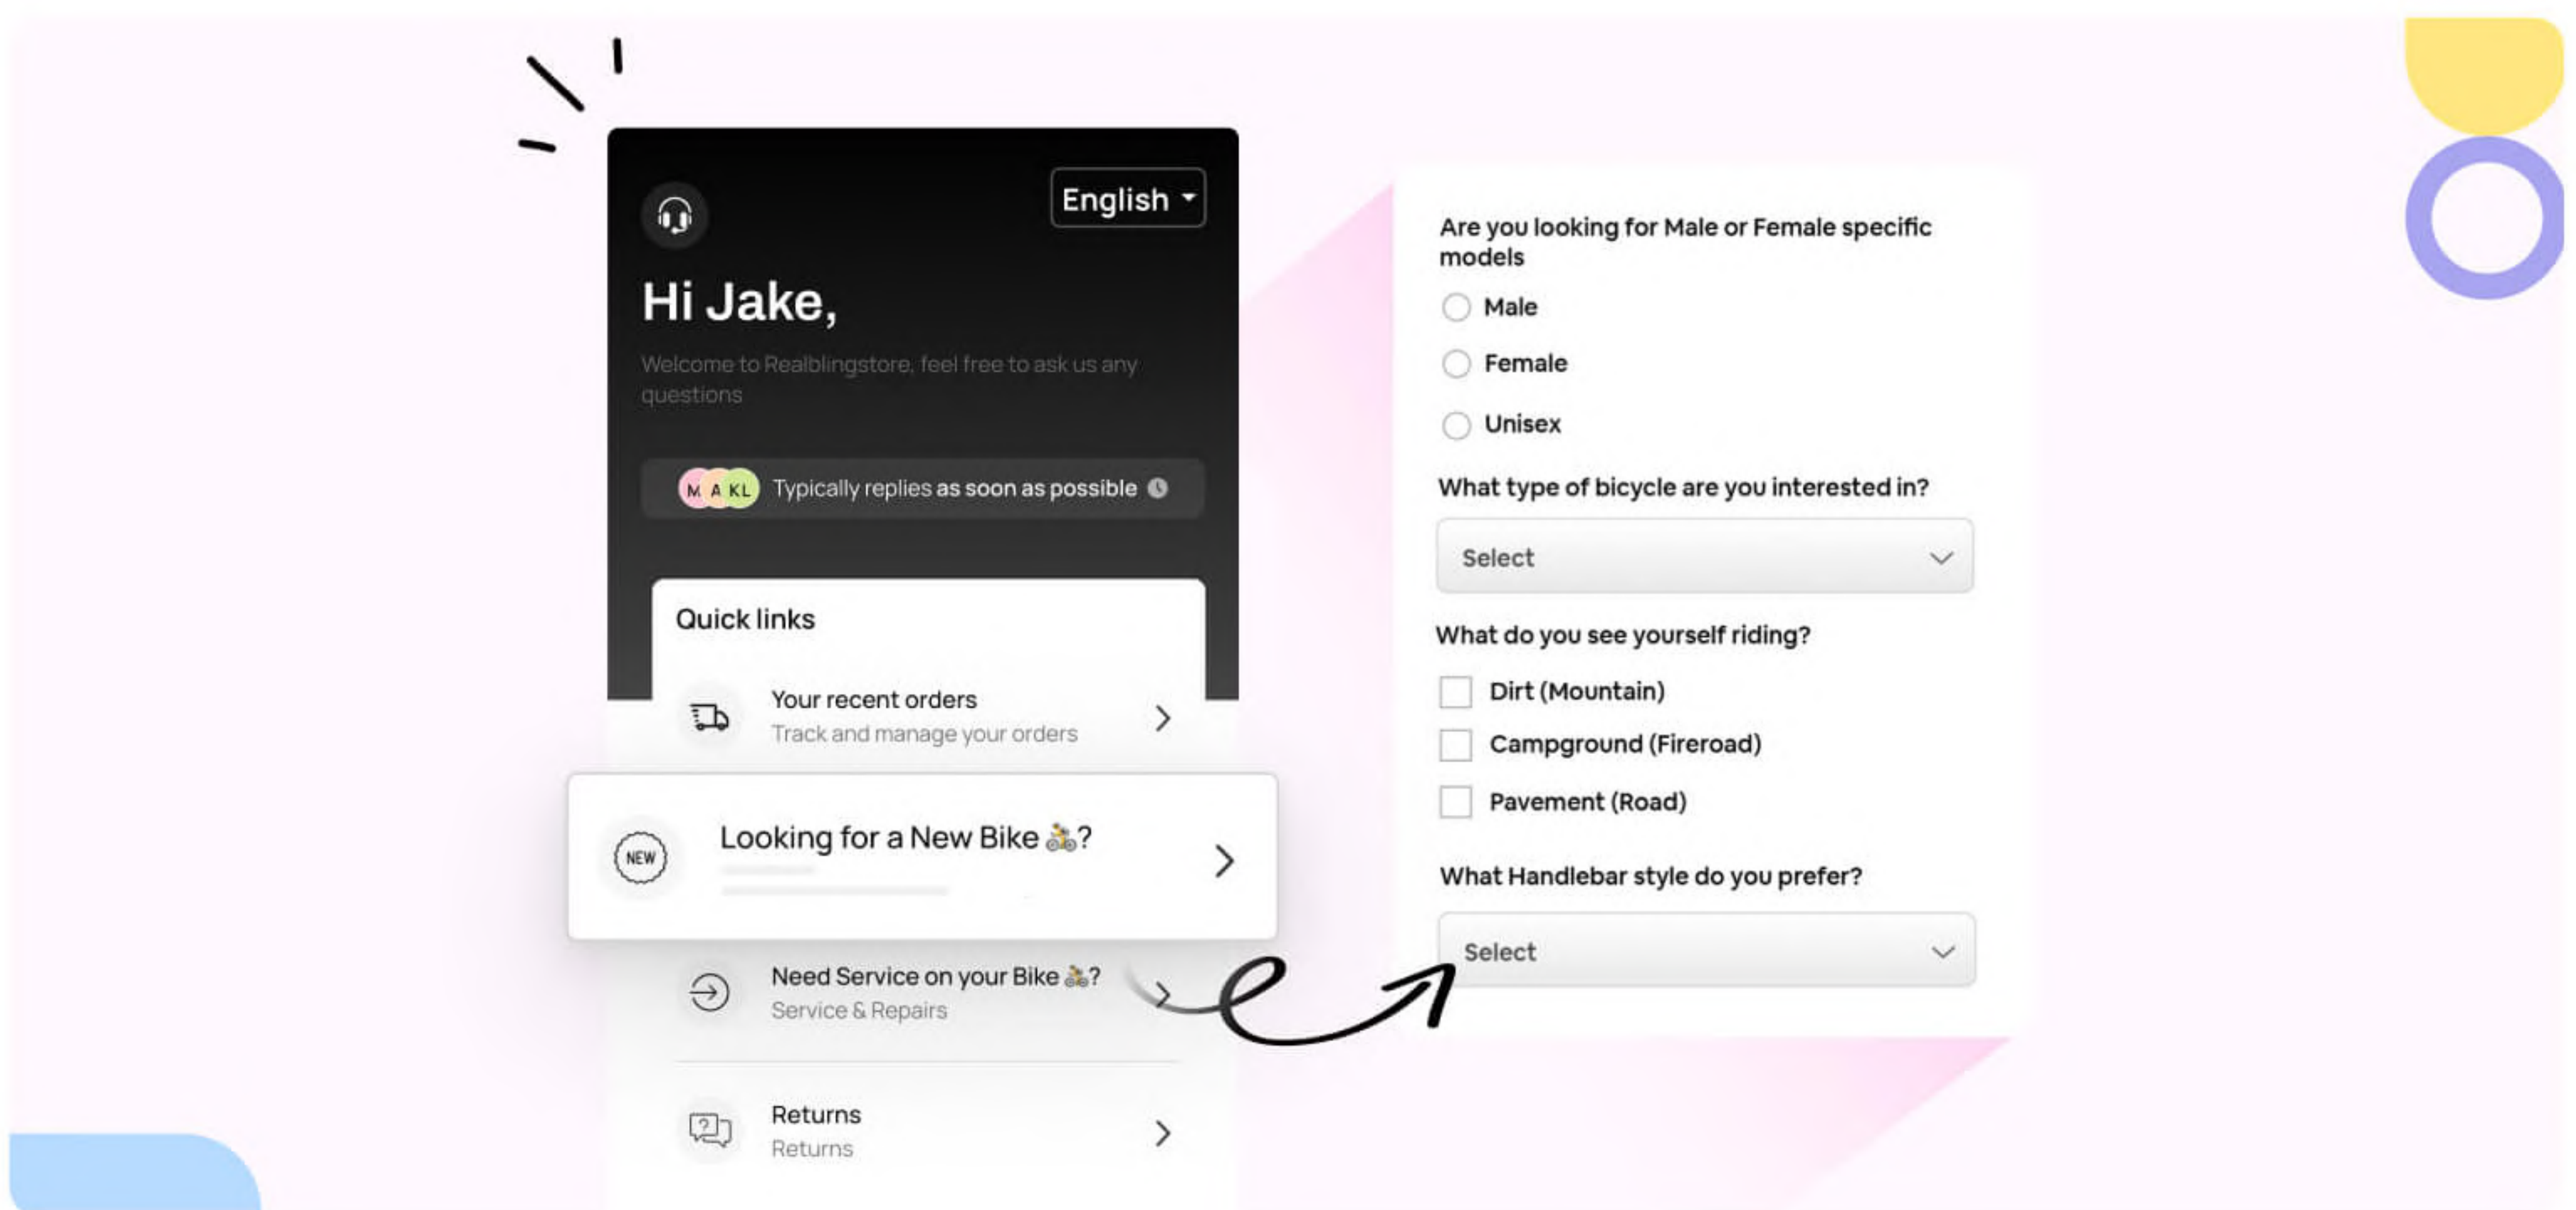 English
Hi Jake,
Welcome to Realblingstore, feel free to ask us any
questions
M A KL Typically replies as soon as possible
Quick links
Your recent orders
Track and manage your orders
NEW
Looking for a New Bike 🚴?
Need Service on your Bike 🚴?
Service & Repairs
Returns
Returns
Are you looking for Male or Female specific
models
Male
Female
Unisex
What type of bicycle are you interested in?
Select
What do you see yourself riding?
Dirt (Mountain)
Campground (Fireroad)
Pavement (Road)
What Handlebar style do you prefer?
Select